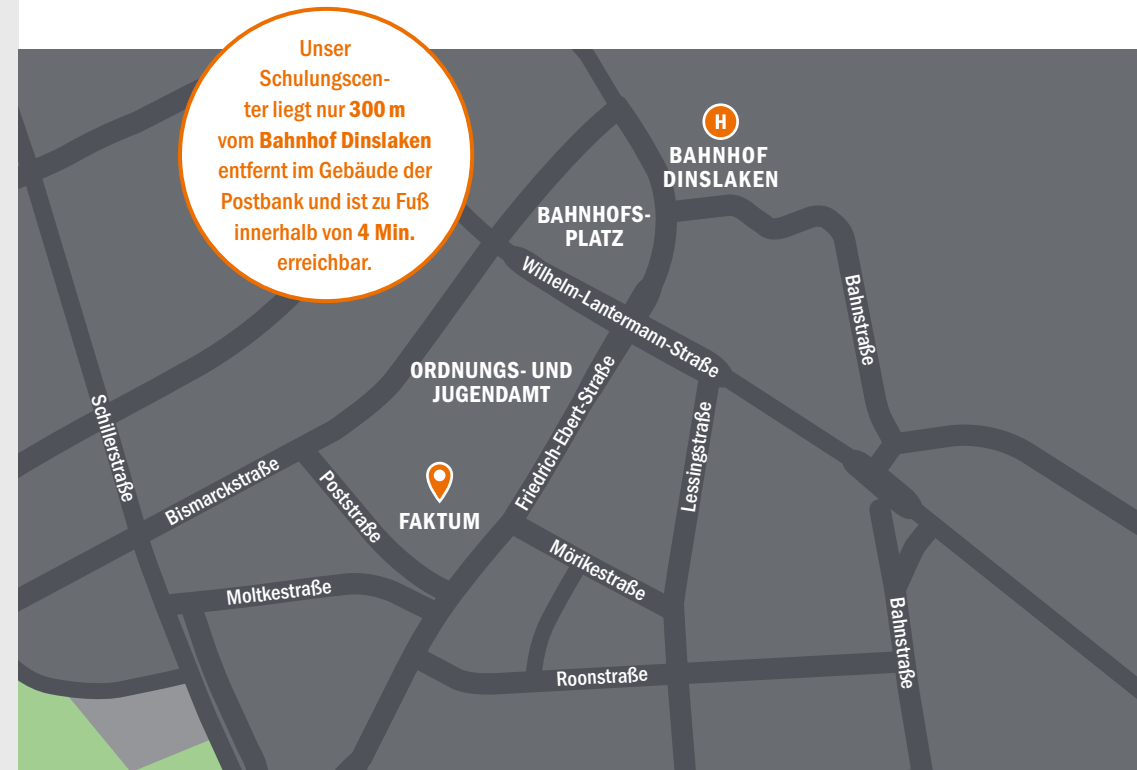 Unser
Schulungscen-
ter liegt nur 300 m
vom Bahnhof Dinslaken
entfernt im Gebäude der
Postbank und ist zu Fuß
innerhalb von 4 Min.
erreichbar.
H
BAHNHOF
DINSLAKEN
BAHNHOFS-
PLATZ
Wilhelm-Lantermann-Straße
Bahnstraße
ORDNUNGS- UND
JUGENDAMT
Friedrich-Ebert-Straße
Schillerstraße
Lessingstraße
Bismarckstraße
Poststraße
FAKTUM
Mörikestraße
Moltkestraße
Bahnstraße
Roonstraße